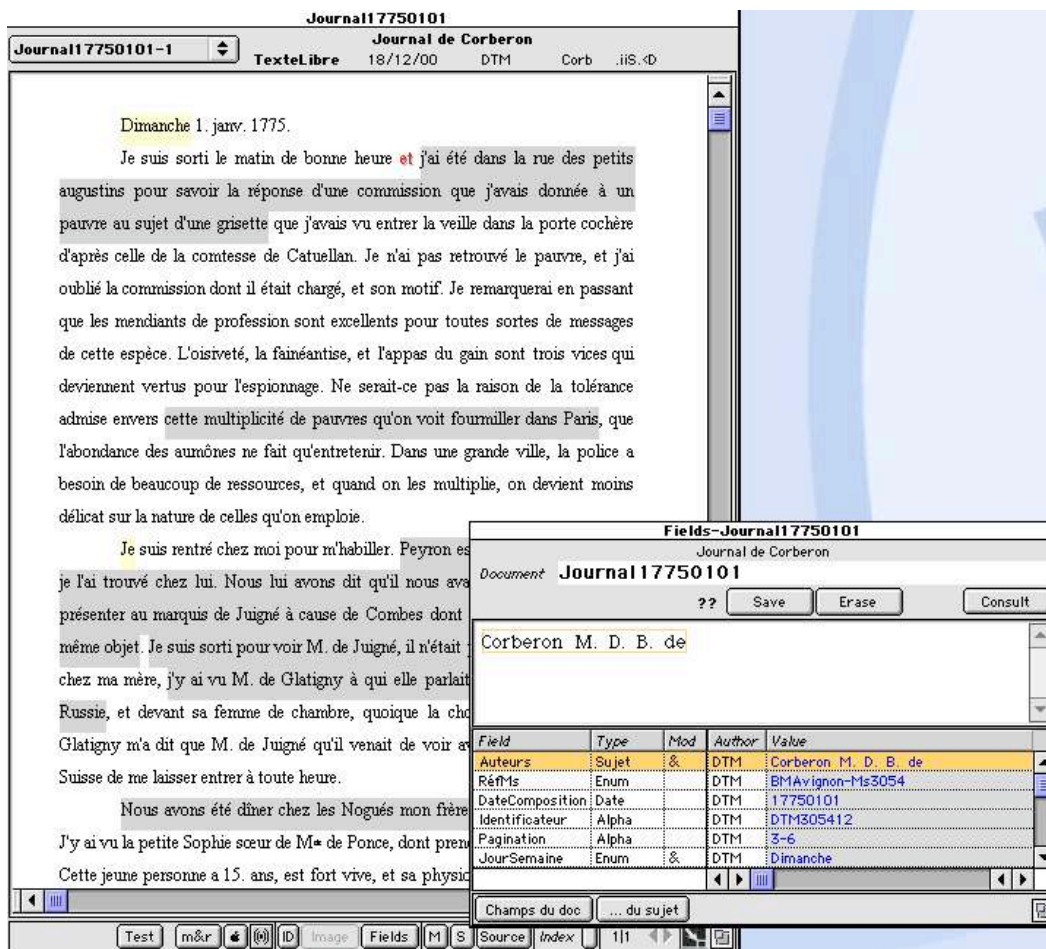 Journal17750101
Journal17750101-1
Journal de Corberon
TexteLibre 18/12/00 DTM Corb .iiS.<D
Dimanche 1. janv. 1775.
Je suis sorti le matin de bonne heure et j'ai été dans la rue des petits
augustins pour savoir la réponse d'une commission que j'avais donnée à un
pauvre au sujet d'une grisette que j'avais vu entrer la veille dans la porte cochère
d'après celle de la comtesse de Catuellan. Je n'ai pas retrouvé le pauvre, et j'ai
oublié la commission dont il était chargé, et son motif. Je remarquerai en passant
que les mendiants de profession sont excellents pour toutes sortes de messages
de cette espèce. L'oisiveté, la fainéantise, et l'appas du gain sont trois vices qui
deviennent vertus pour l'espionnage. Ne serait-ce pas la raison de la tolérance
admise envers cette multiplicité de pauvres qu'on voit fourmiller dans Paris, que
l'abondance des aumônes ne fait qu'entretenir. Dans une grande ville, la police a
besoin de beaucoup de ressources, et quand on les multiplie, on devient moins
délicat sur la nature de celles qu'on emploie.
Je suis rentré chez moi pour m'habiller. Peyron es
je l'ai trouvé chez lui. Nous lui avons dit qu'il nous ava
présenter au marquis de Juigné à cause de Combes dont
même objet. Je suis sorti pour voir M. de Juigné, il n'était
chez ma mère, j'y ai vu M. de Glatigny à qui elle parlait
Russie, et devant sa femme de chambre, quoique la cho
Glatigny m'a dit que M. de Juigné qu'il venait de voir av
Suisse de me laisser entrer à toute heure.
Nous avons été dîner chez les Nogués mon frère
J'y ai vu la petite Sophie sœur de Me de Ponce, dont pren
Cette jeune personne a 15. ans, est fort vive, et sa physio
Fields-Journal17750101
Journal de Corberon
Document Journal17750101
?? Save Erase Consult
Corberon M. D. B. de
Field Type Mod Author Value
Auteurs Sujet & DTM Corberon M. D. B. de
RéfMs Enum DTM BMAvignon-Ms3054
DateComposition Date DTM 17750101
Identificateur Alpha DTM DTM305412
Pagination Alpha DTM 3-6
JourSemaine Enum & DTM Dimanche
Champs du doc ... du sujet
Test m&r ID Image Fields M S Source Index 1|1